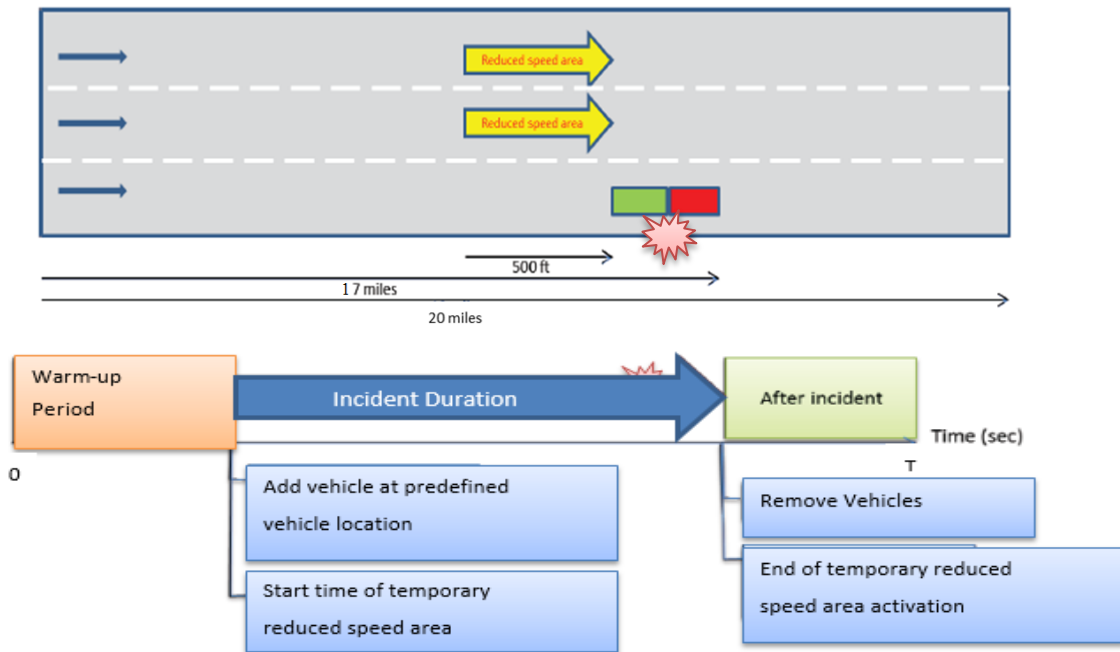 Reduced speed area
Reduced speed area
500 ft
17 miles
20 miles
Warm-up
Period
Incident Duration
After incident
Time (sec)
0
T
Add vehicle at predefined
vehicle location
Remove Vehicles
Start time of temporary
reduced speed area
End of temporary reduced
speed area activation